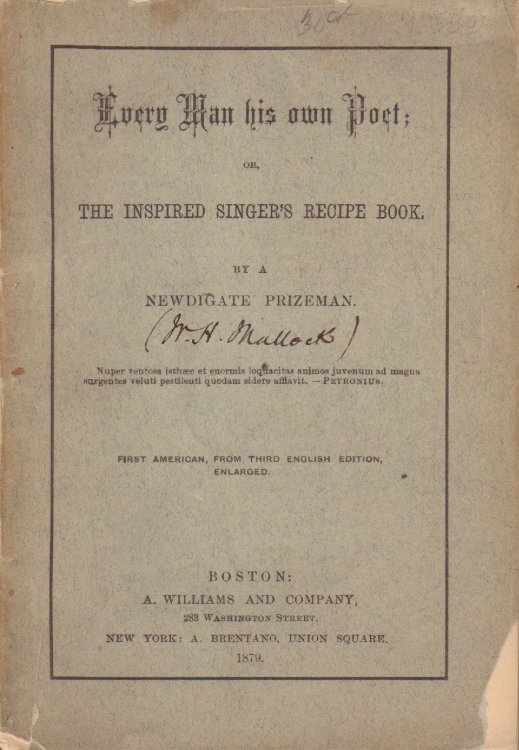 Every Man his own Poet;
OR,
THE INSPIRED SINGER'S RECIPE BOOK.
BY A
NEWDIGATE PRIZEMAN.
(W. H. Mallock)
Nuper ventosa isthæc et enormis loquacitas animos juvenum ad magna
surgentes veluti pestilenti quodam sidere afflavit. — PETRONIUS.
FIRST AMERICAN, FROM THIRD ENGLISH EDITION,
ENLARGED.
BOSTON:
A. WILLIAMS AND COMPANY,
283 WASHINGTON STREET.
NEW YORK: A. BRENTANO, UNION SQUARE.
1879.